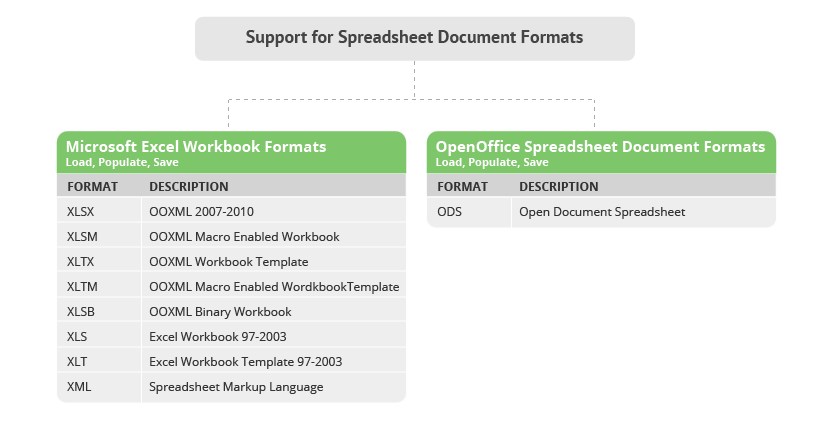 Support for Spreadsheet Document Formats
Microsoft Excel Workbook Formats
Load, Populate, Save
FORMAT DESCRIPTION
XLSX OOXML 2007-2010
XLSM OOXML Macro Enabled Workbook
XLTX OOXML Workbook Template
XLTM OOXML Macro Enabled WordkbookTemplate
XLSB OOXML Binary Workbook
XLS Excel Workbook 97-2003
XLT Excel Workbook Template 97-2003
XML Spreadsheet Markup Language
OpenOffice Spreadsheet Document Formats
Load, Populate, Save
FORMAT DESCRIPTION
ODS Open Document Spreadsheet